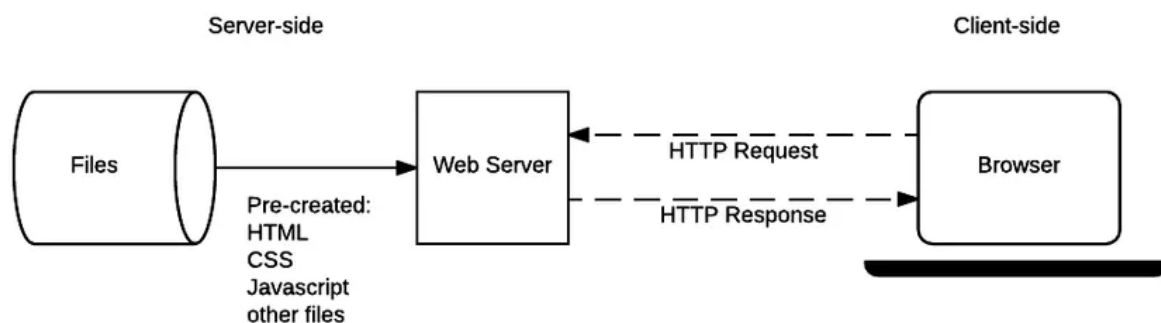 Server-side
Client-side
Files
Web Server
HTTP Request
Browser
HTTP Response
Pre-created:
HTML
CSS
Javascript
other files